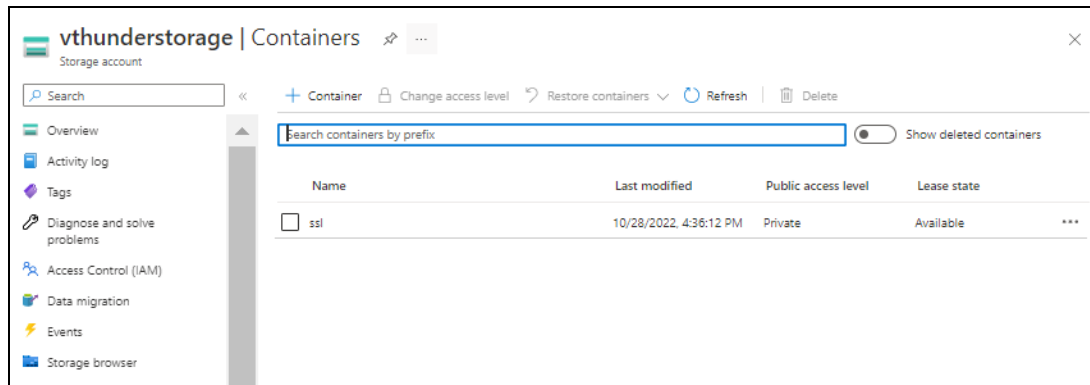 vthunderstorage | Containers ...
Storage account
Search « + Container Change access level Restore containers Refresh Delete
Search containers by prefix Show deleted containers
Overview
Activity log
Tags
Diagnose and solve
problems
Access Control (IAM)
Data migration
Events
Storage browser
Name Last modified Public access level Lease state
ssl 10/28/2022, 4:36:12 PM Private Available ...